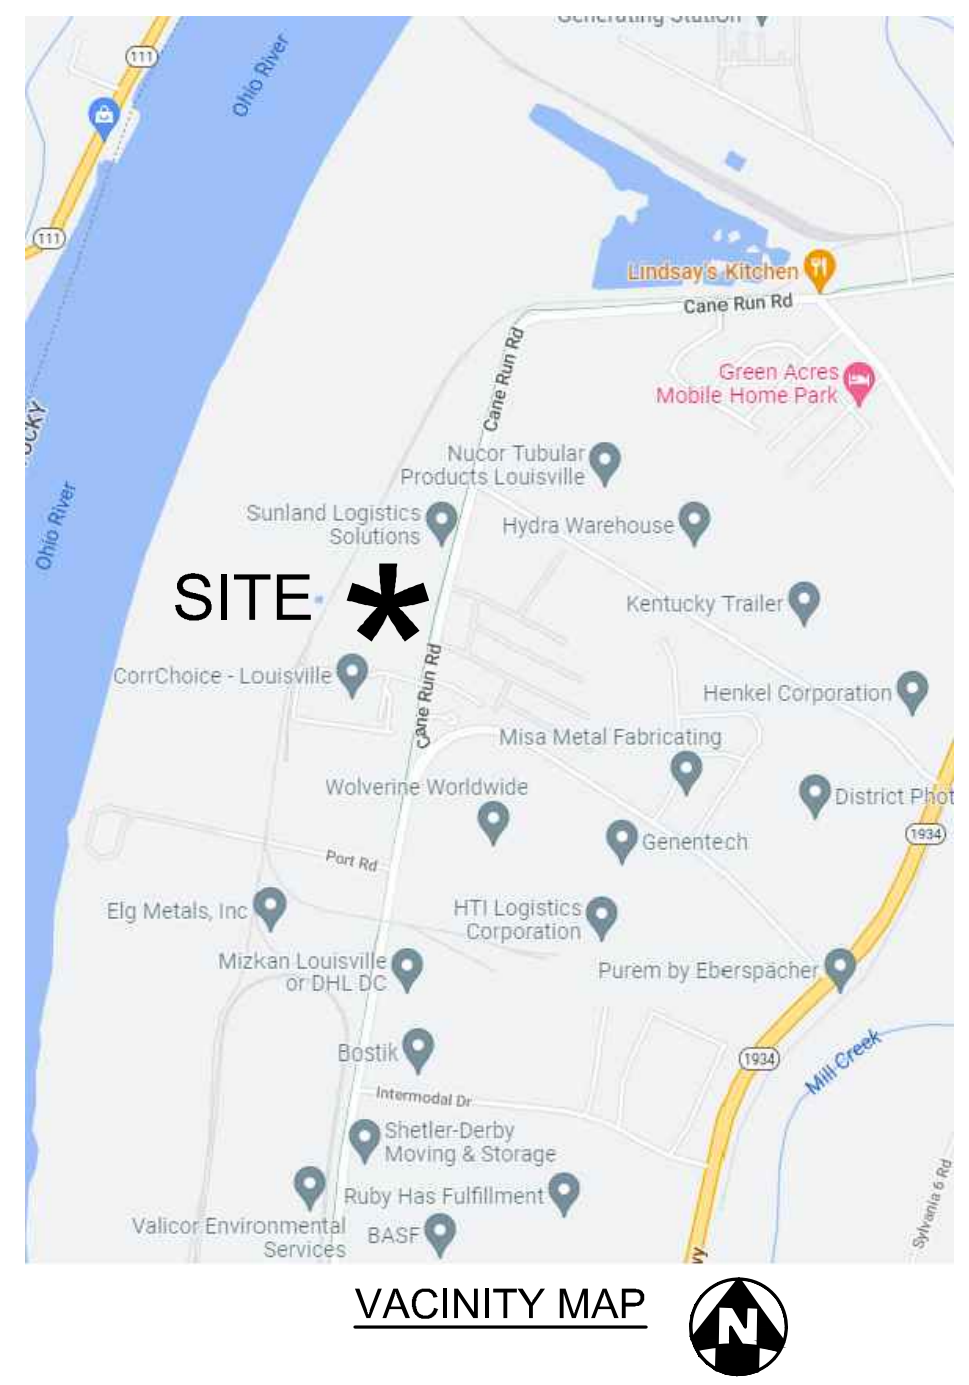 Generating Station
111
Ohio River
111
Lindsay's Kitchen
Cane Run Rd
Cane Run Rd
Green Acres
Mobile Home Park
Nucor Tubular
Products Louisville
Ohio River
Sunland Logistics
Solutions
Hydra Warehouse
SITE
Kentucky Trailer
CorrChoice - Louisville
Cane Run Rd
Henkel Corporation
Misa Metal Fabricating
Wolverine Worldwide
District Phot
1934
Genentech
Port Rd
Elg Metals, Inc
HTI Logistics
Corporation
Mizkan Louisville
or DHL DC
Purem by Eberspächer
Bostik
1934
Mill Creek
Intermodal Dr
Shetler-Derby
Moving & Storage
Ruby Has Fulfillment
Valicor Environmental
Services
BASF
Sylvania 6 Rd
VACINITY MAP
N